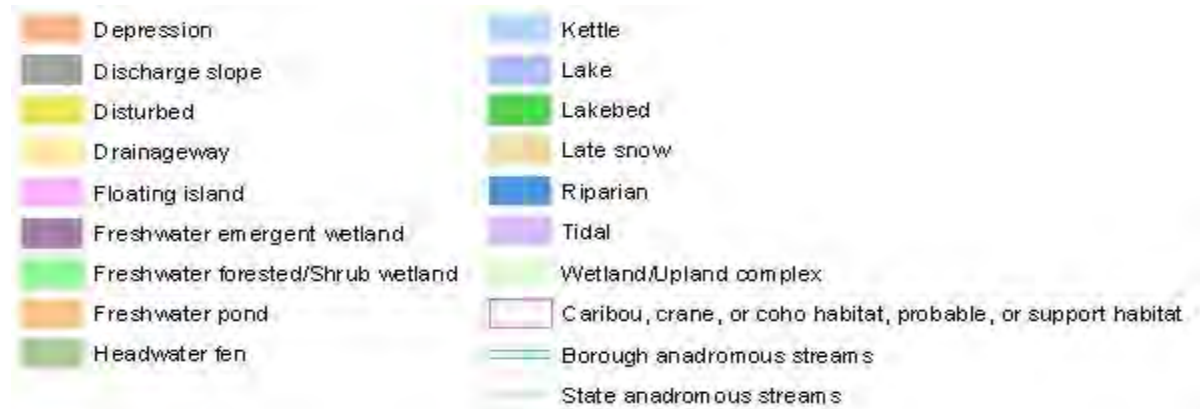 Depression
Discharge slope
Disturbed
Drainageway
Floating island
Freshwater emergent wetland
Freshwater forested/Shrub wetland
Freshwater pond
Headwater fen
Kettle
Lake
Lakebed
Late snow
Riparian
Tidal
Wetland/Upland complex
Caribou, crane, or coho habitat, probable, or support habitat
Borough anadromous streams
State anadromous streams